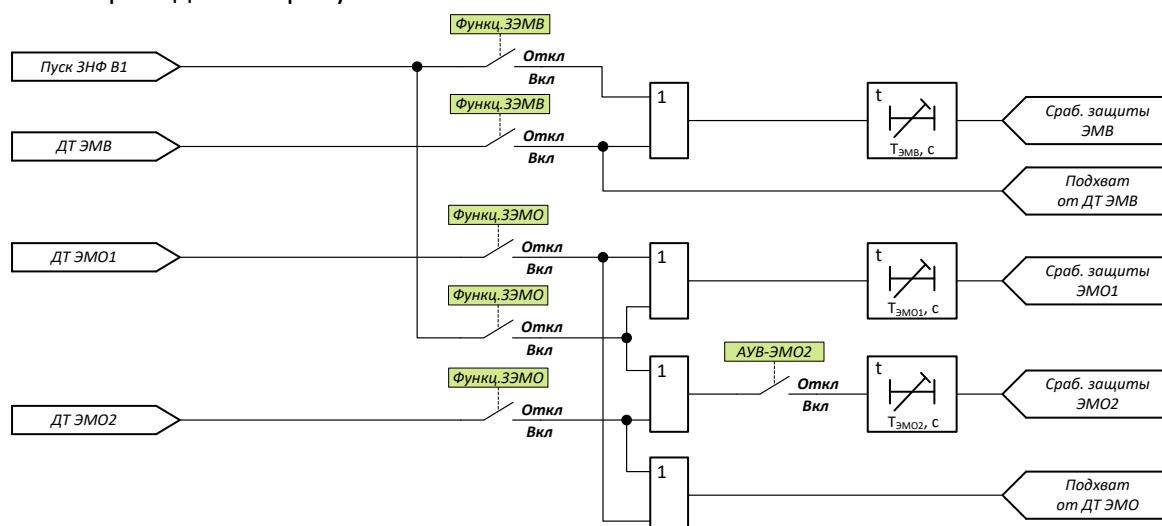 Функц.ЗЭМВ
Откл
Вкл
Пуск ЗНФ В1
1
t
TЭМВ, с
Сраб. защиты
ЭМВ
Функц.ЗЭМВ
Откл
Вкл
ДТ ЭМВ
Подхват
от ДТ ЭМВ
Функц.ЗЭМО
Откл
Вкл
ДТ ЭМО1
1
t
TЭМО1, с
Сраб. защиты
ЭМО1
Функц.ЗЭМО
Откл
Вкл
1
АУВ-ЭМО2
Откл
Вкл
t
TЭМО2, с
Сраб. защиты
ЭМО2
Функц.ЗЭМО
Откл
Вкл
ДТ ЭМО2
1
Подхват
от ДТ ЭМО